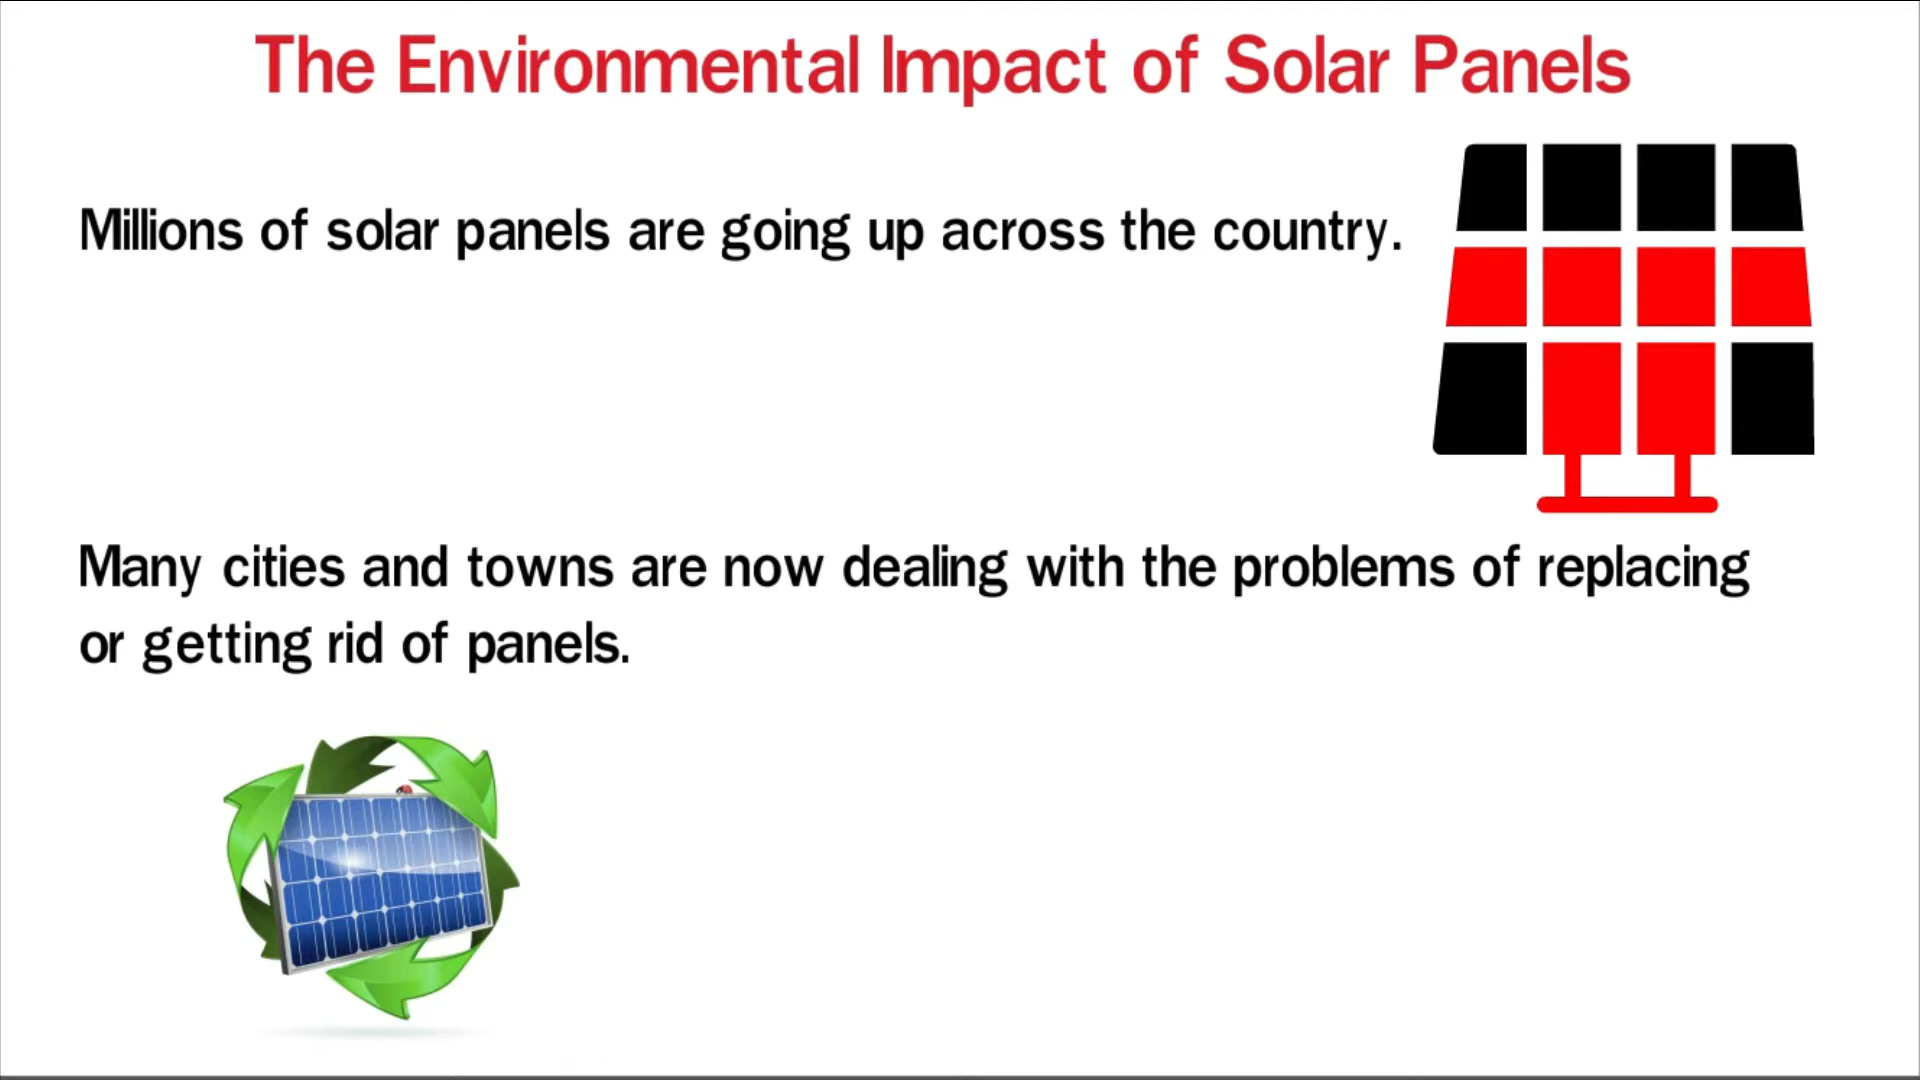 The Environmental Impact of Solar Panels
Millions of solar panels are going up across the country.
Many cities and towns are now dealing with the problems of replacing
or getting rid of panels.